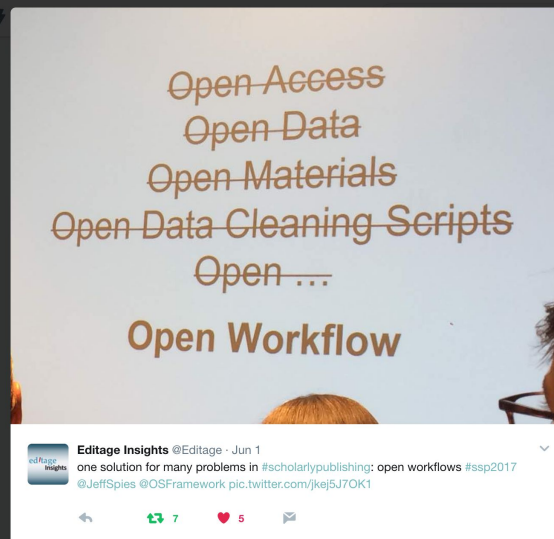 Open Access
Open Data
Open Materials
Open Data Cleaning Scripts
Open ...
Open Workflow
editage
Insights
Editage Insights @Editage · Jun 1
one solution for many problems in #scholarlypublishing: open workflows #ssp2017
@JeffSpies @OSFramework pic.twitter.com/jkej5J7OK1
7
5